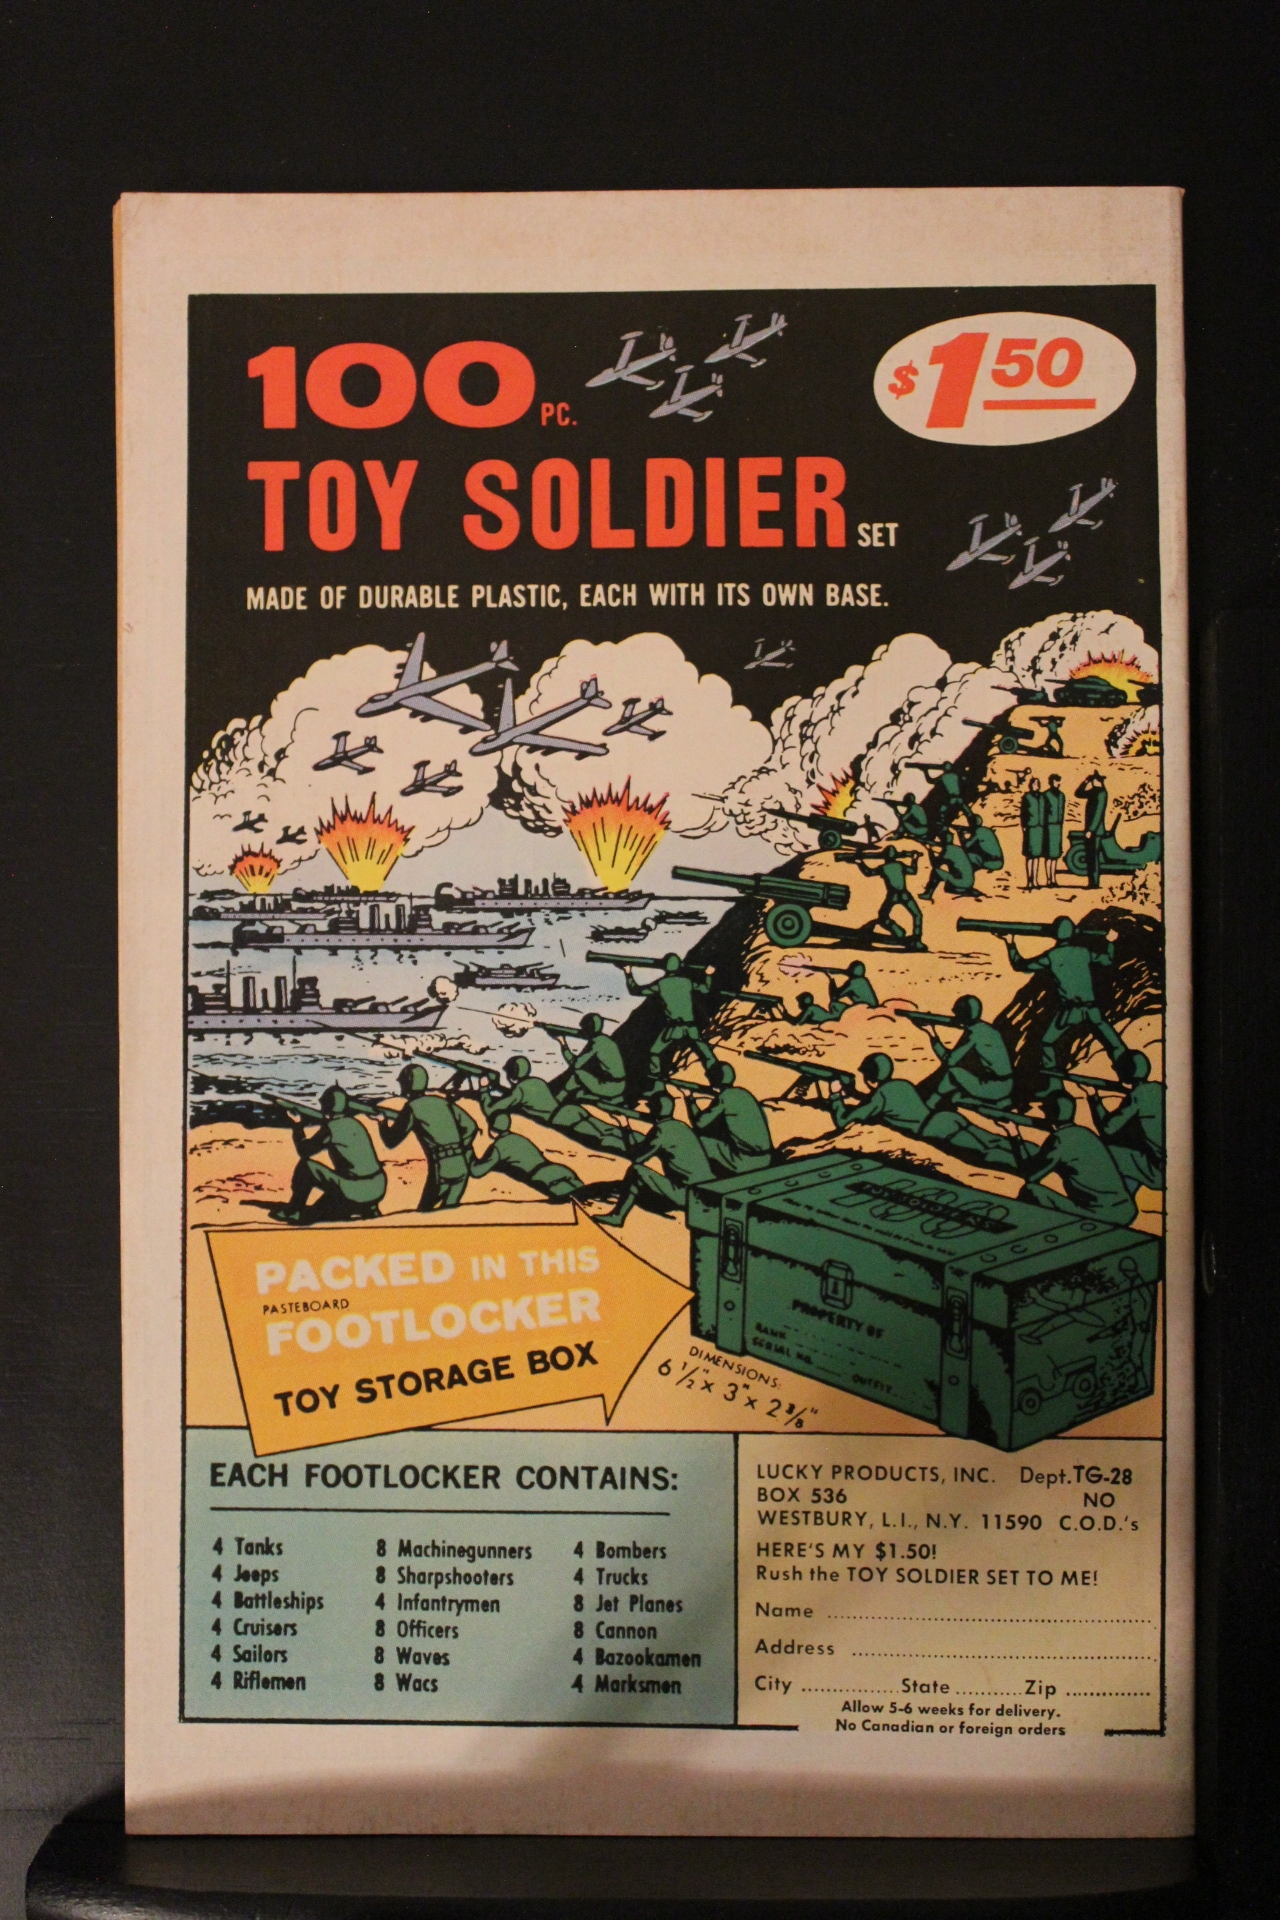 100 PC.
$1 50
TOY SOLDIER SET
MADE OF DURABLE PLASTIC, EACH WITH ITS OWN BASE.
PACKED IN THIS
PASTEBOARD
FOOTLOCKER
TOY STORAGE BOX
PROPERTY OF
RANK
SERIAL NO.
OUTFIT
DIMENSIONS:
6 1/2" x 3" x 2 3/8"
EACH FOOTLOCKER CONTAINS:
4 Tanks
4 Jeeps
4 Battleships
4 Cruisers
4 Sailors
4 Riflemen
8 Machinegunners
8 Sharpshooters
4 Infantrymen
8 Officers
8 Waves
8 Wacs
4 Bombers
4 Trucks
8 Jet Planes
8 Cannon
4 Bazookamen
4 Marksmen
LUCKY PRODUCTS, INC. Dept.TG-28
BOX 536 NO
WESTBURY, L.I., N.Y. 11590 C.O.D.'s
HERE'S MY $1.50!
Rush the TOY SOLDIER SET TO ME!
Name
Address
City State Zip
Allow 5-6 weeks for delivery.
No Canadian or foreign orders